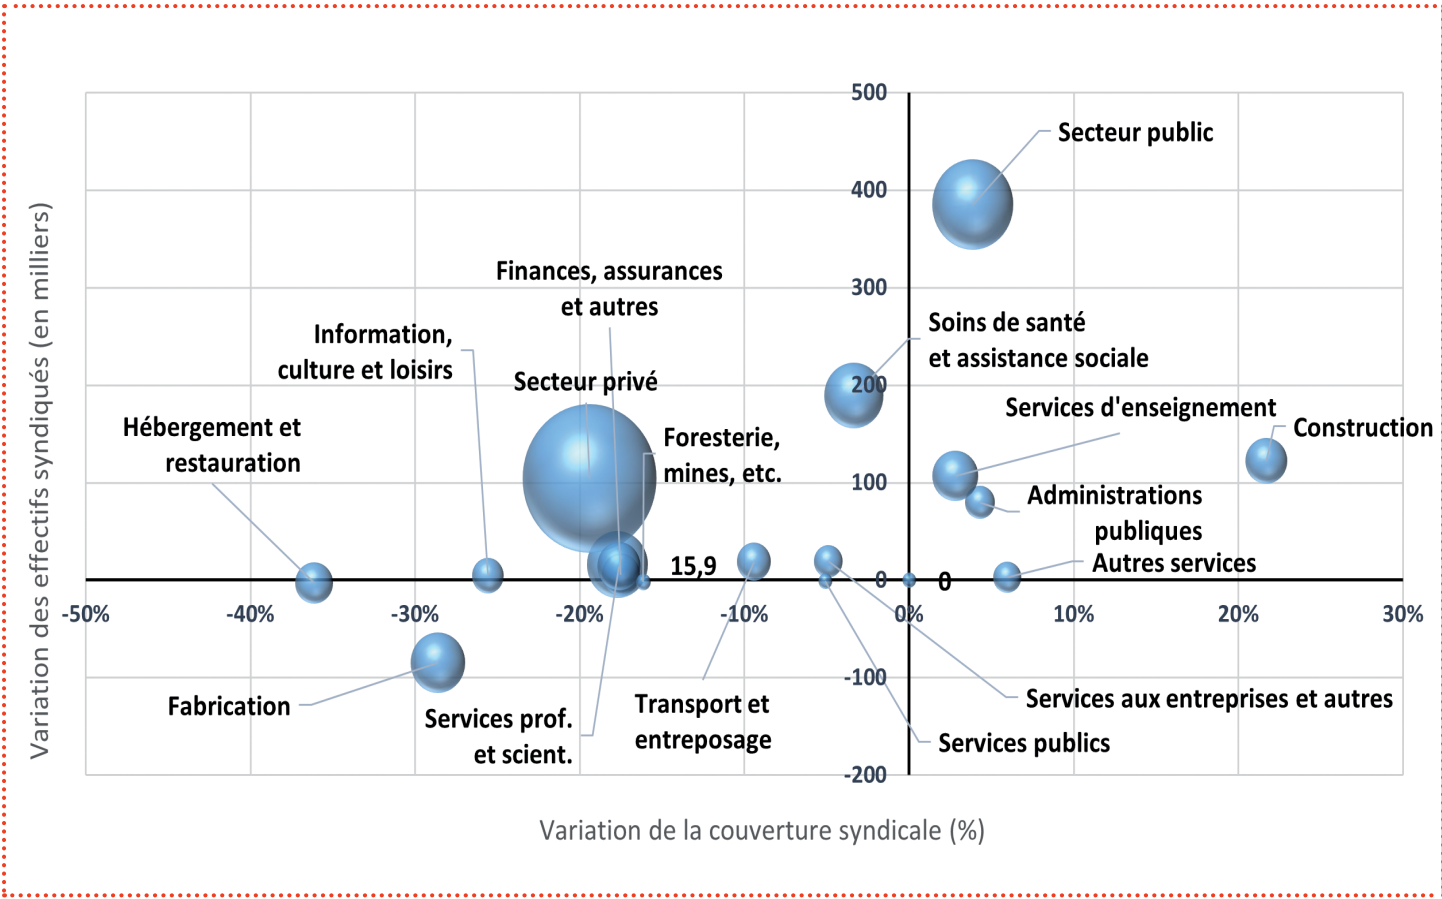 500
Secteur public
400
Finances, assurances
et autres
300
Information,
culture et loisirs
Soins de santé
et assistance sociale
Secteur privé
200
Services d'enseignement
Hébergement et
restauration
Foresterie,
mines, etc.
Construction
100
Administrations
publiques
15,9
Autres services
0
0
-50%
-40%
-30%
-20%
-10%
0%
10%
20%
30%
-100
Fabrication
Services prof.
et scient.
Transport et
entreposage
Services aux entreprises et autres
Services publics
-200
Variation des effectifs syndiqués (en milliers)
Variation de la couverture syndicale (%)